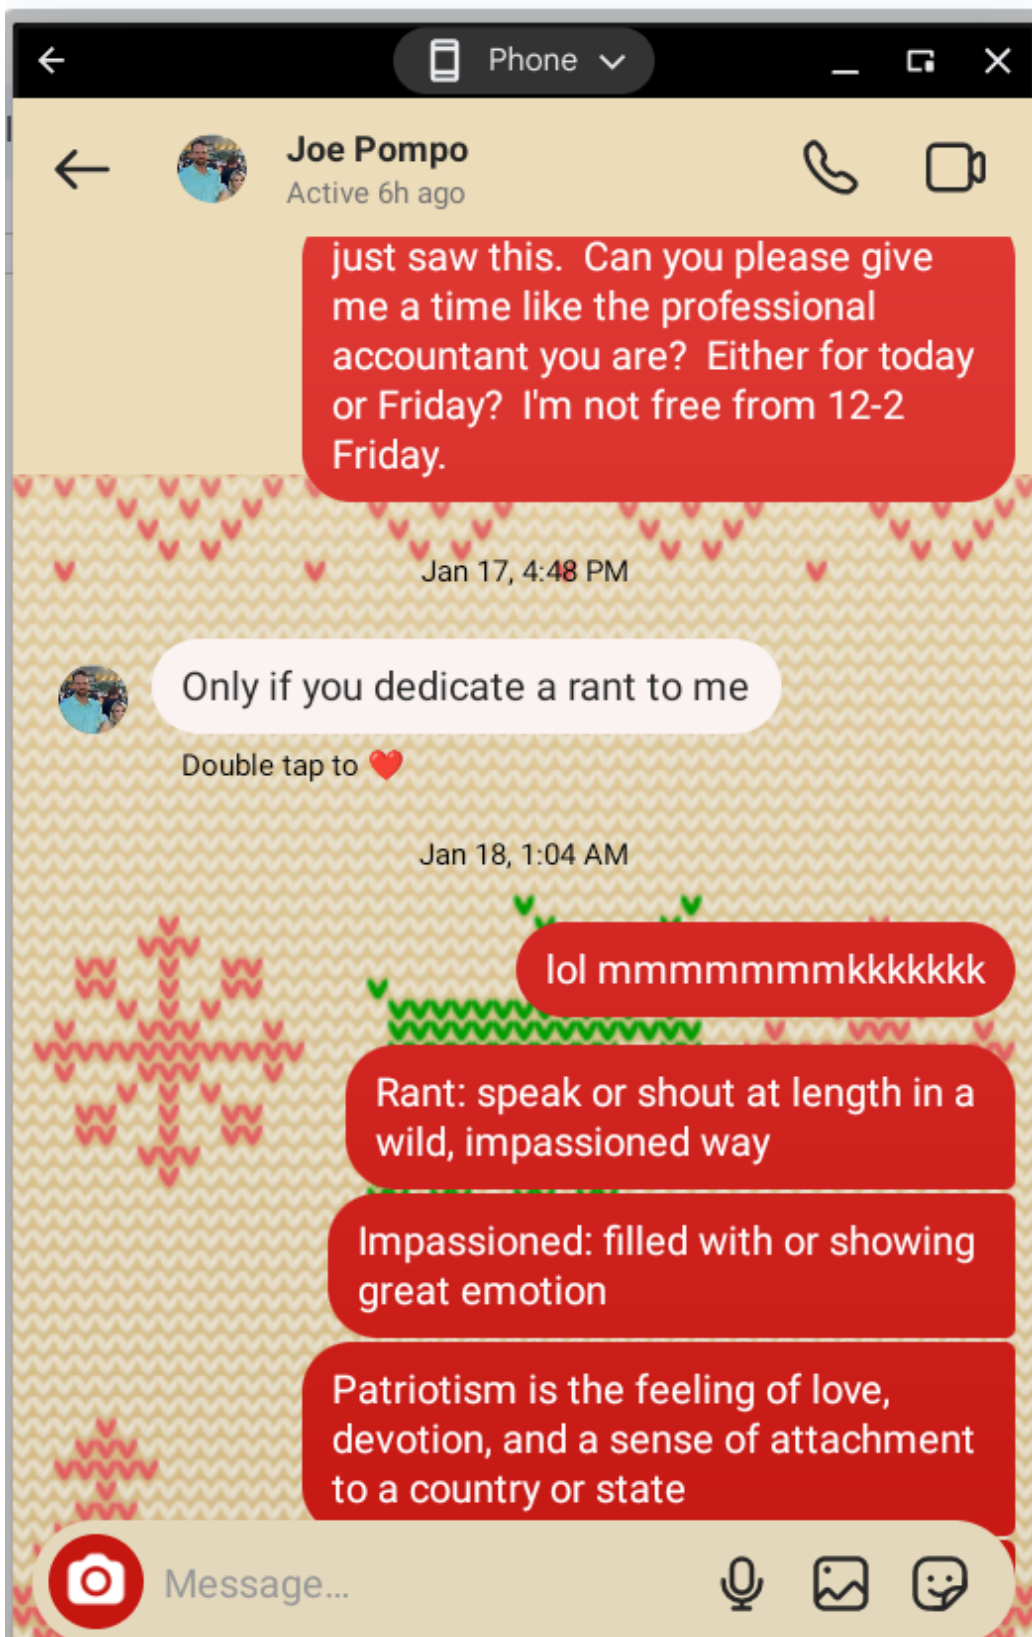 Phone
Joe Pompo
Active 6h ago
just saw this.  Can you please give
me a time like the professional
accountant you are?  Either for today
or Friday?  I'm not free from 12-2
Friday.
Jan 17, 4:48 PM
Only if you dedicate a rant to me
Double tap to ❤️
Jan 18, 1:04 AM
lol mmmmmmmkkkkkkk
Rant: speak or shout at length in a
wild, impassioned way
Impassioned: filled with or showing
great emotion
Patriotism is the feeling of love,
devotion, and a sense of attachment
to a country or state
Message...